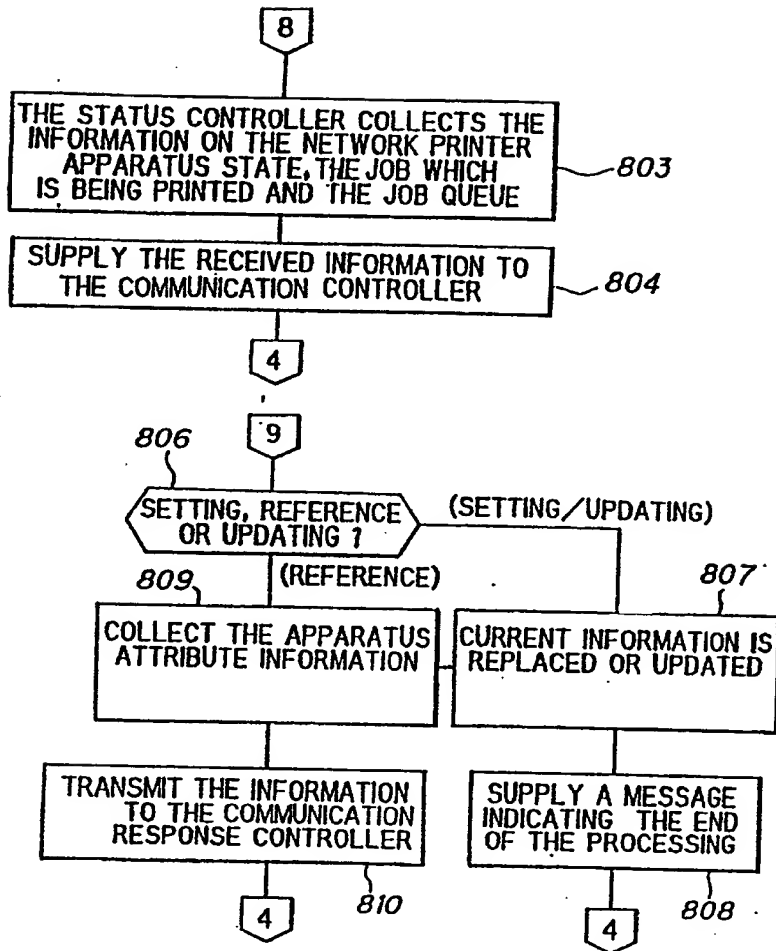 8
THE STATUS CONTROLLER COLLECTS THE
INFORMATION ON THE NETWORK PRINTER
APPARATUS STATE, THE JOB WHICH
IS BEING PRINTED AND THE JOB QUEUE
803
SUPPLY THE RECEIVED INFORMATION TO
THE COMMUNICATION CONTROLLER
804
4
9
806
SETTING, REFERENCE
OR UPDATING ?
(SETTING/UPDATING)
(REFERENCE)
809
COLLECT THE APPARATUS
ATTRIBUTE INFORMATION
807
CURRENT INFORMATION IS
REPLACED OR UPDATED
TRANSMIT THE INFORMATION
TO THE COMMUNICATION
RESPONSE CONTROLLER
810
4
SUPPLY A MESSAGE
INDICATING THE END
OF THE PROCESSING
808
4